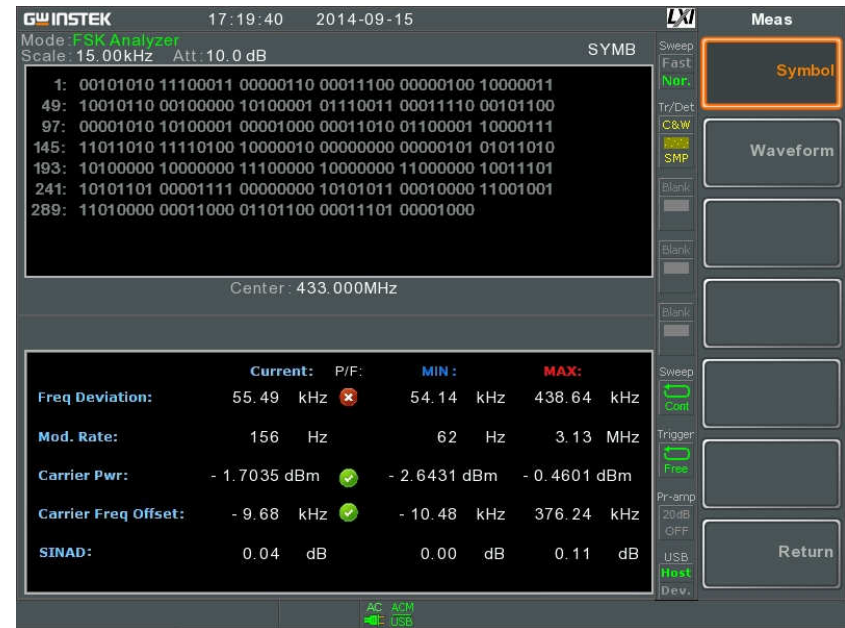 GWINSTEK 17:19:40 2014-09-15 LXI Meas
Mode:FSK Analyzer
Scale:15.00kHz Att:10.0 dB SYMB
1: 00101010 11100011 00000110 00011100 00000100 10000011
49: 10010110 00100000 10100001 01110011 00011110 00101100
97: 00001010 10100001 00001000 00011010 01100001 10000111
145: 11011010 11110100 10000010 00000000 00000101 01011010
193: 10100000 10000000 11100000 10000000 11000000 10011101
241: 10101101 00001111 00000000 10101011 00010000 11001001
289: 11010000 00011000 01101100 00011101 00001000
Center: 433.000MHz
Current: P/F: MIN: MAX:
Freq Deviation: 55.49 kHz 54.14 kHz 438.64 kHz
Mod. Rate: 156 Hz 62 Hz 3.13 MHz
Carrier Pwr: - 1.7035 dBm - 2.6431 dBm - 0.4601 dBm
Carrier Freq Offset: - 9.68 kHz - 10.48 kHz 376.24 kHz
SINAD: 0.04 dB 0.00 dB 0.11 dB
Sweep
Fast
Nor.
Tr/Det
C&W
SMP
Blank
Blank
Blank
Sweep
Cont
Trigger
Free
Pr-amp
20dB
OFF
USB
Host
Dev.
Symbol
Waveform
Return
AC ACM
USB